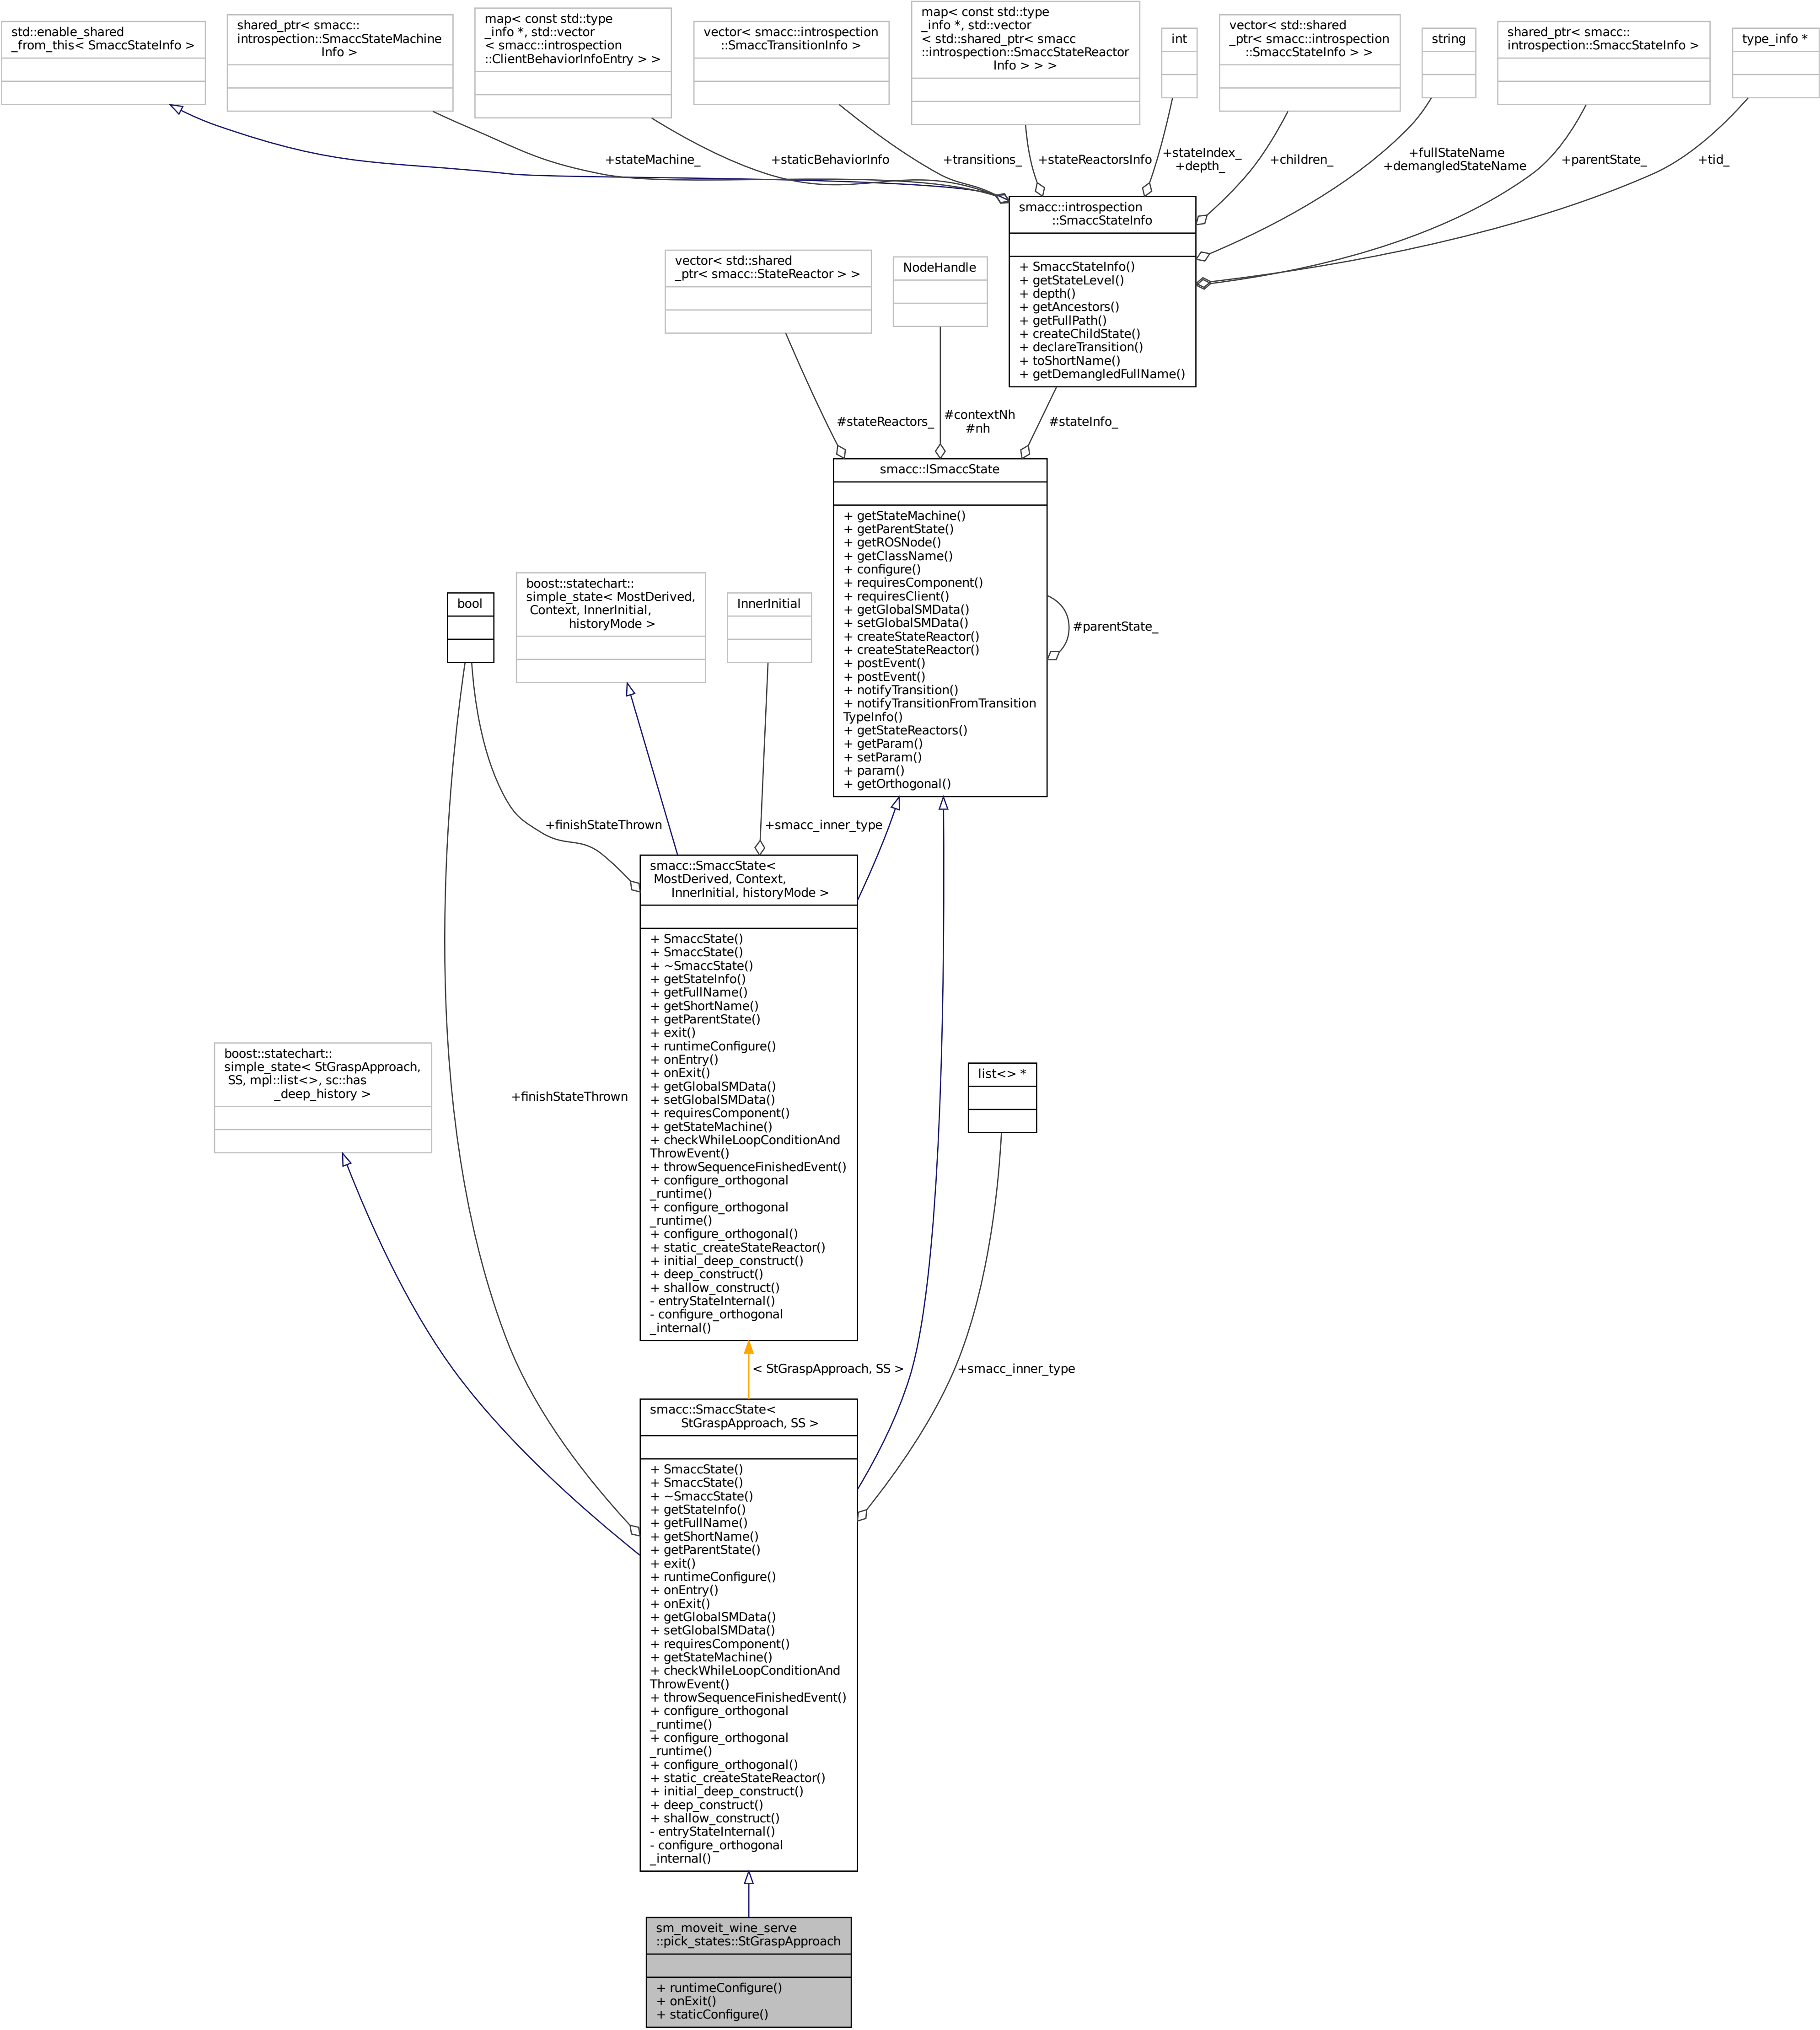 std::enable_shared
_from_this< SmaccStateInfo >
shared_ptr< smacc::
introspection::SmaccStateMachine
Info >
map< const std::type
_info *, std::vector
< smacc::introspection
::ClientBehaviorInfoEntry > >
vector< smacc::introspection
::SmaccTransitionInfo >
map< const std::type
_info *, std::vector
< std::shared_ptr< smacc
::introspection::SmaccStateReactor
Info > > >
int
vector< std::shared
_ptr< smacc::introspection
::SmaccStateInfo > >
string
shared_ptr< smacc::
introspection::SmaccStateInfo >
type_info *
+stateMachine_
+staticBehaviorInfo
+transitions_
+stateReactorsInfo
+stateIndex_
+depth_
+children_
+fullStateName
+demangledStateName
+parentState_
+tid_
smacc::introspection
::SmaccStateInfo
+ SmaccStateInfo()
+ getStateLevel()
+ depth()
+ getAncestors()
+ getFullPath()
+ createChildState()
+ declareTransition()
+ toShortName()
+ getDemangledFullName()
vector< std::shared
_ptr< smacc::StateReactor > >
NodeHandle
#stateReactors_
#contextNh
#nh
#stateInfo_
smacc::ISmaccState
+ getStateMachine()
+ getParentState()
+ getROSNode()
+ getClassName()
+ configure()
+ requiresComponent()
+ requiresClient()
+ getGlobalSMData()
+ setGlobalSMData()
+ createStateReactor()
+ createStateReactor()
+ postEvent()
+ postEvent()
+ notifyTransition()
+ notifyTransitionFromTransition
TypeInfo()
+ getStateReactors()
+ getParam()
+ setParam()
+ param()
+ getOrthogonal()
#parentState_
bool
boost::statechart::
simple_state< MostDerived,
Context, InnerInitial,
historyMode >
InnerInitial
+finishStateThrown
+smacc_inner_type
smacc::SmaccState<
MostDerived, Context,
InnerInitial, historyMode >
+ SmaccState()
+ SmaccState()
+ ~SmaccState()
+ getStateInfo()
+ getFullName()
+ getShortName()
+ getParentState()
+ exit()
+ runtimeConfigure()
+ onEntry()
+ onExit()
+ getGlobalSMData()
+ setGlobalSMData()
+ requiresComponent()
+ getStateMachine()
+ checkWhileLoopConditionAnd
ThrowEvent()
+ throwSequenceFinishedEvent()
+ configure_orthogonal
_runtime()
+ configure_orthogonal
_runtime()
+ configure_orthogonal()
+ static_createStateReactor()
+ initial_deep_construct()
+ deep_construct()
+ shallow_construct()
- entryStateInternal()
- configure_orthogonal
_internal()
boost::statechart::
simple_state< StGraspApproach,
SS, mpl::list<>, sc::has
_deep_history >
+finishStateThrown
list<> *
< StGraspApproach, SS >
+smacc_inner_type
smacc::SmaccState<
StGraspApproach, SS >
+ SmaccState()
+ SmaccState()
+ ~SmaccState()
+ getStateInfo()
+ getFullName()
+ getShortName()
+ getParentState()
+ exit()
+ runtimeConfigure()
+ onEntry()
+ onExit()
+ getGlobalSMData()
+ setGlobalSMData()
+ requiresComponent()
+ getStateMachine()
+ checkWhileLoopConditionAnd
ThrowEvent()
+ throwSequenceFinishedEvent()
+ configure_orthogonal
_runtime()
+ configure_orthogonal
_runtime()
+ configure_orthogonal()
+ static_createStateReactor()
+ initial_deep_construct()
+ deep_construct()
+ shallow_construct()
- entryStateInternal()
- configure_orthogonal
_internal()
sm_moveit_wine_serve
::pick_states::StGraspApproach
+ runtimeConfigure()
+ onExit()
+ staticConfigure()